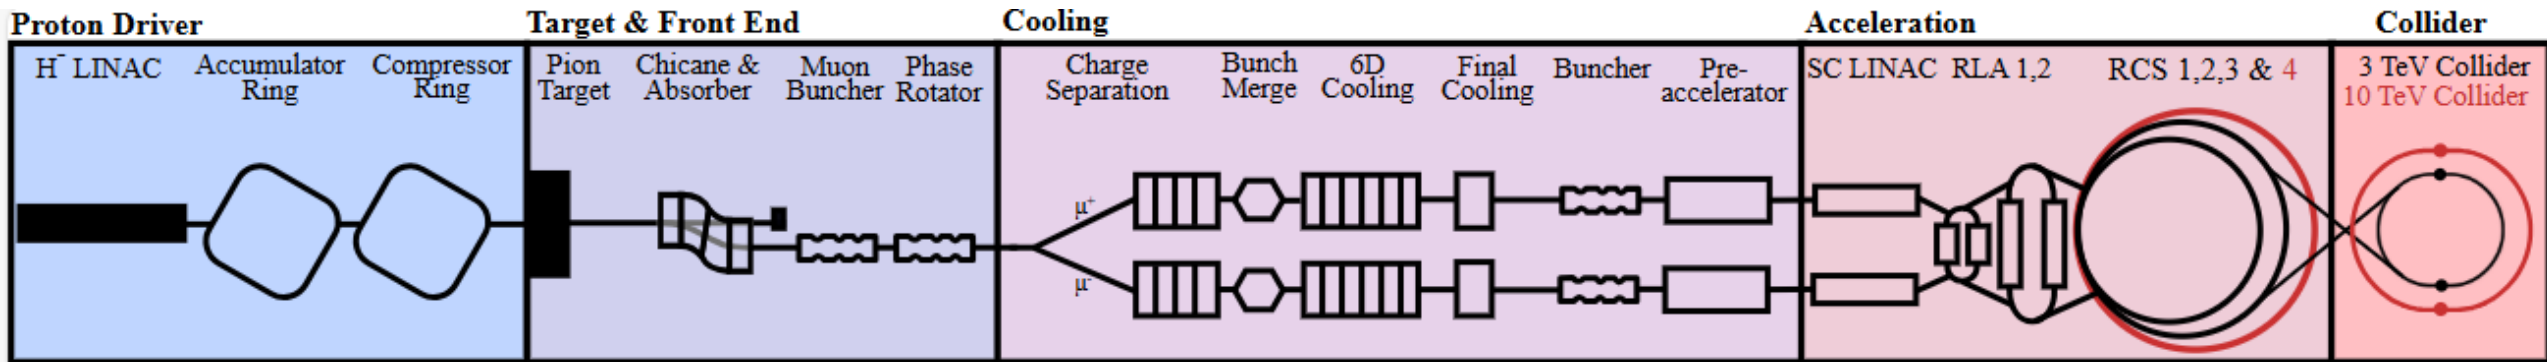 Proton Driver
Target & Front End
Cooling
Acceleration
Collider
H⁻ LINAC
Accumulator
Ring
Compressor
Ring
Pion
Target
Chicane &
Absorber
Muon
Buncher
Phase
Rotator
Charge
Separation
Bunch
Merge
6D
Cooling
Final
Cooling
Buncher
Pre-
accelerator
SC LINAC
RLA 1,2
RCS 1,2,3 & 4
3 TeV Collider
10 TeV Collider
μ⁺
μ⁻